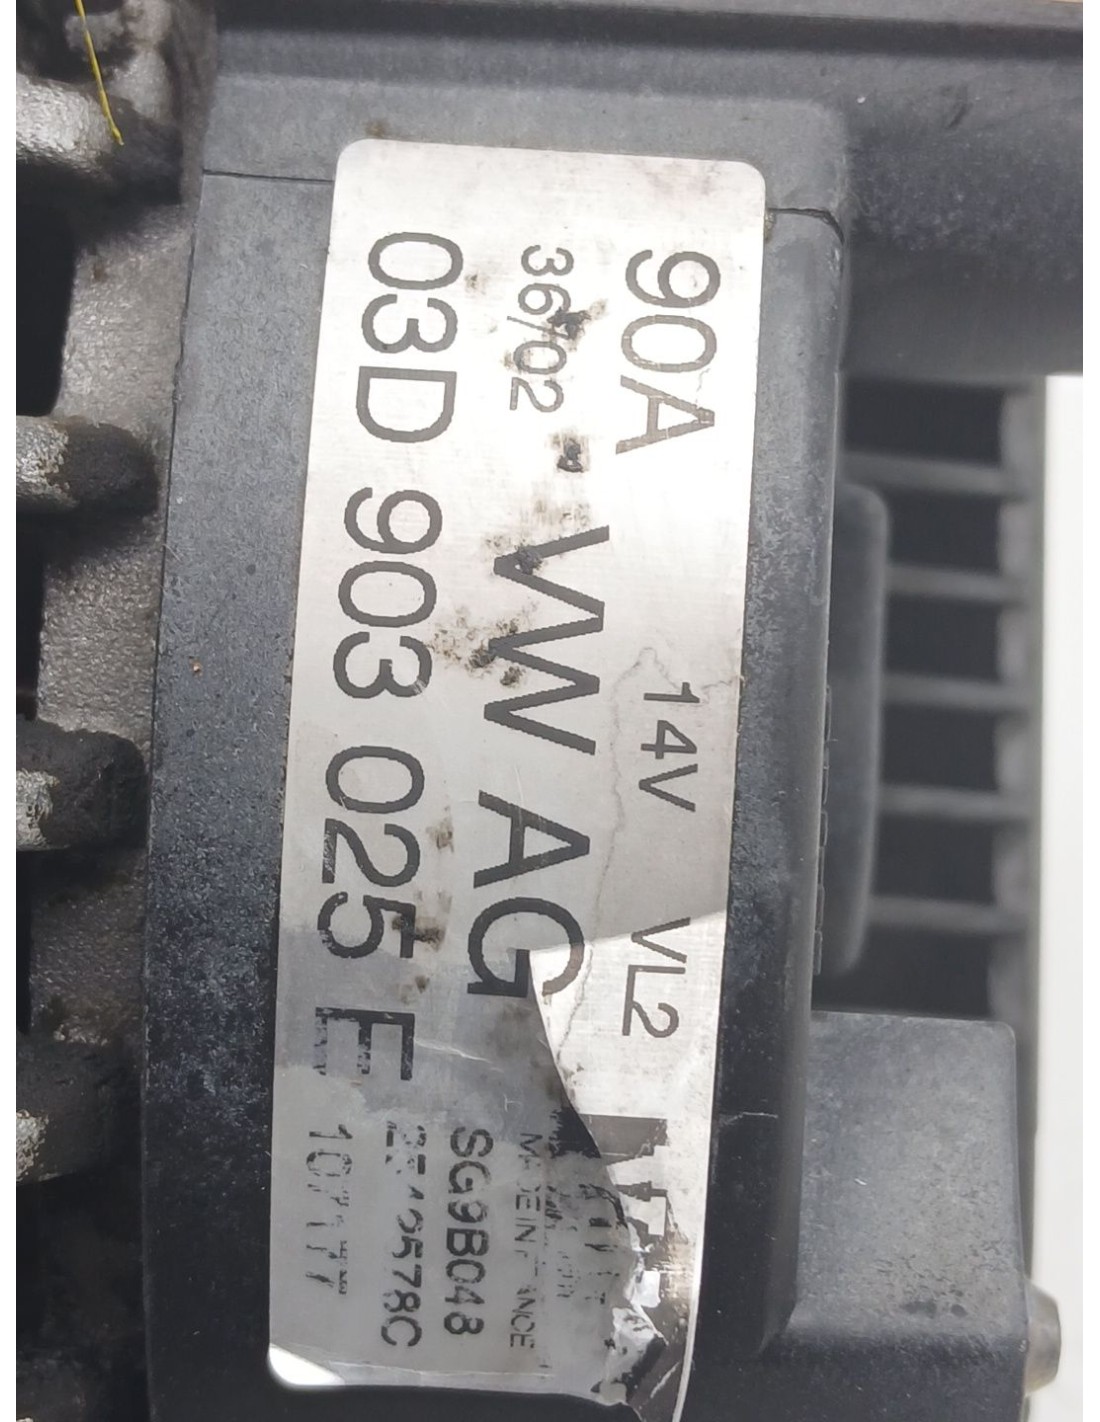 90A 14V VL2
36/02
VW AG
MADE IN FRANCE
SG9B048
03D 903 025 E